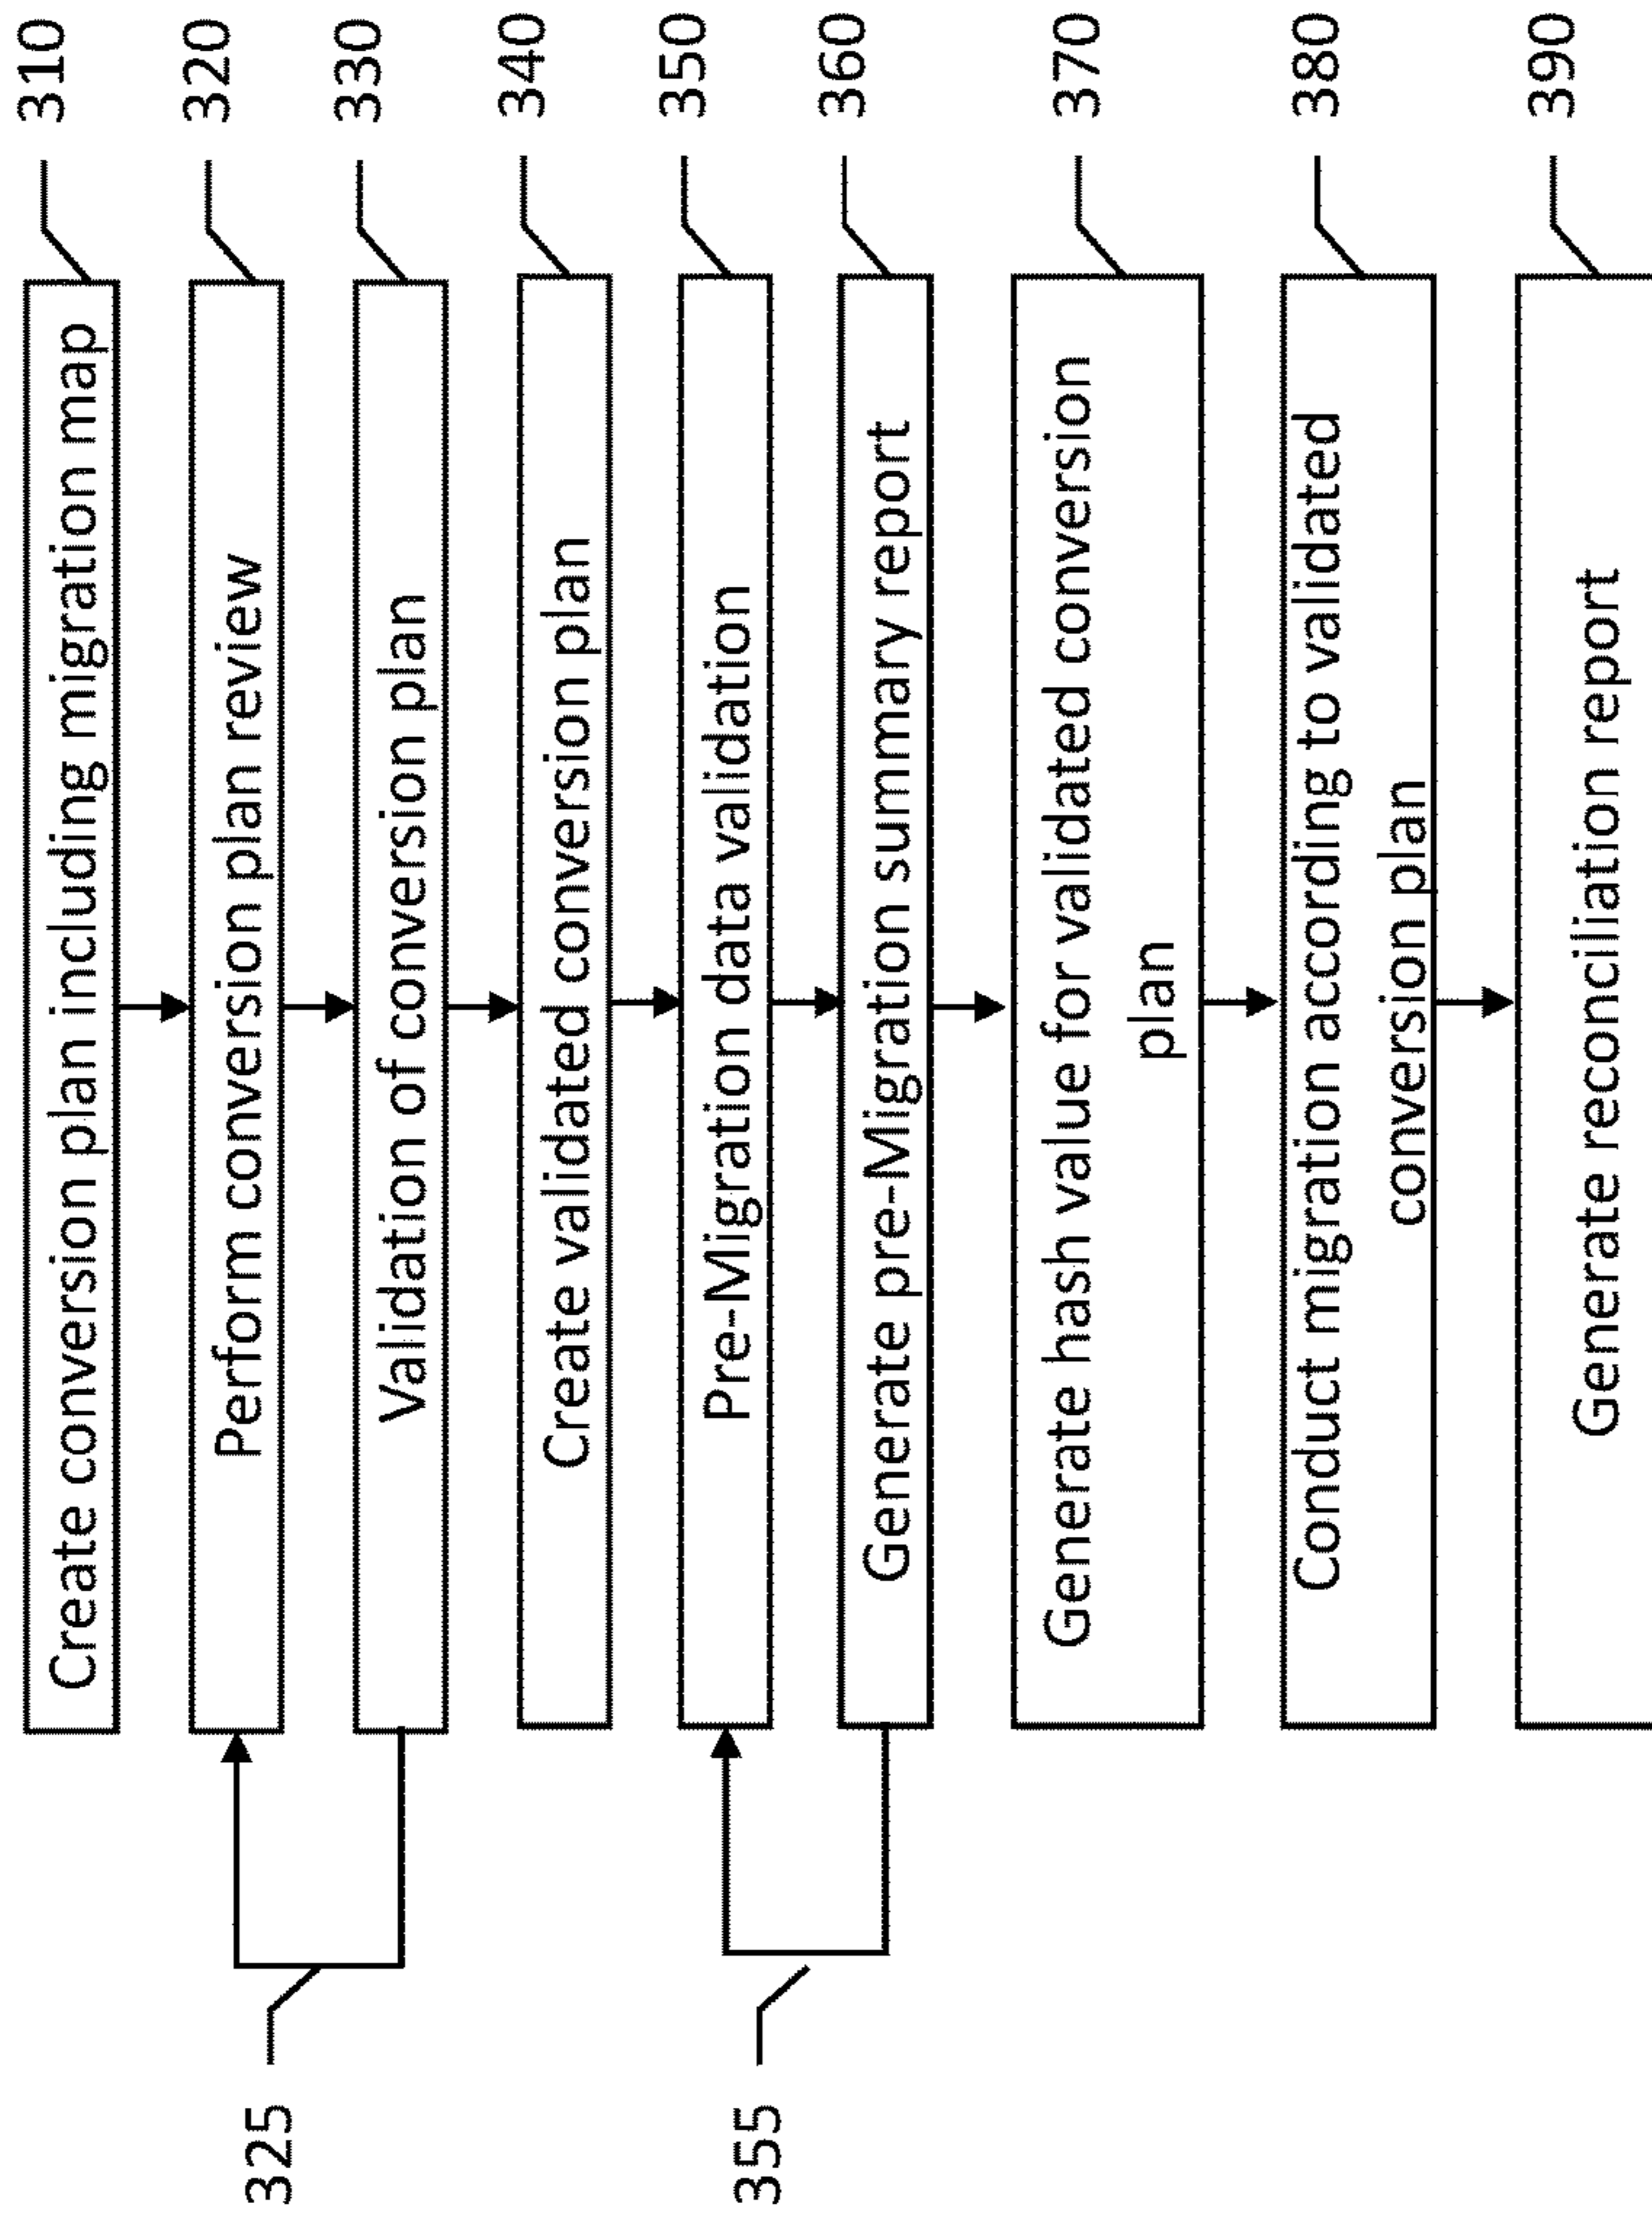 Create conversion plan including migration map
310
Perform conversion plan review
320
325
Validation of conversion plan
330
Create validated conversion plan
340
Pre-Migration data validation
350
355
Generate pre-Migration summary report
360
Generate hash value for validated conversion
plan
370
Conduct migration according to validated
conversion plan
380
Generate reconciliation report
390